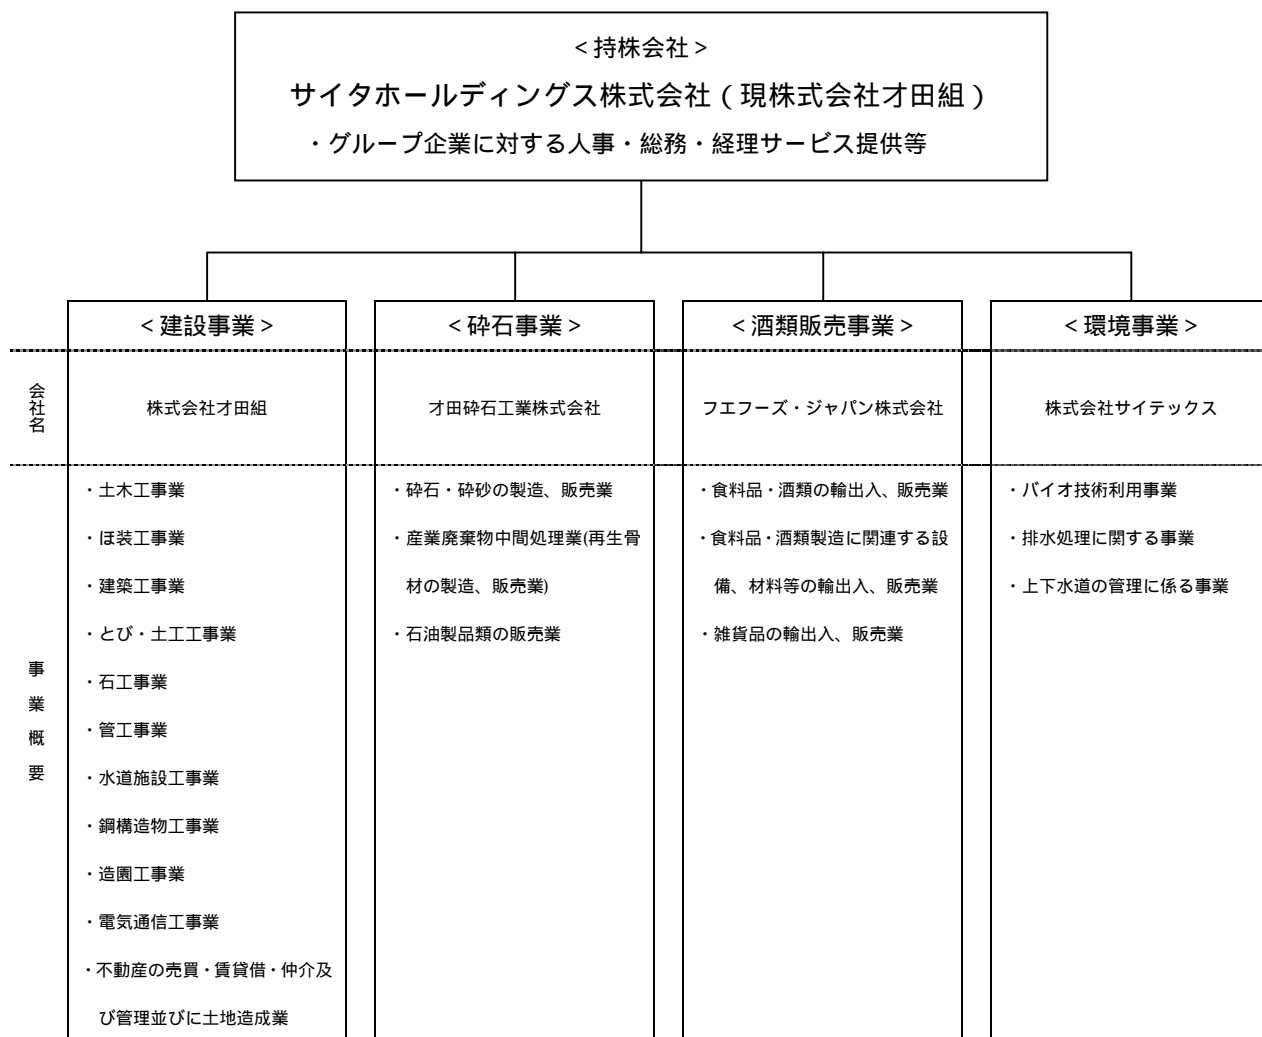 <持株会社>
サイタホールディングス株式会社(現株式会社才田組)
・グループ企業に対する人事・総務・経理サービス提供等
<建設事業>
<砕石事業>
<酒類販売事業>
<環境事業>
会社名
株式会社才田組
才田砕石工業株式会社
フエフーズ・ジャパン株式会社
株式会社サイテックス
事業概要
・土木工事業
・ほ装工事業
・建築工事業
・とび・土工工事業
・石工事業
・管工事業
・水道施設工事業
・鋼構造物工事業
・造園工事業
・電気通信工事業
・不動産の売買・賃貸借・仲介及
び管理並びに土地造成業
・砕石・砕砂の製造、販売業
・産業廃棄物中間処理業(再生骨
材の製造、販売業)
・石油製品類の販売業
・食料品・酒類の輸出入、販売業
・食料品・酒類製造に関連する設
備、材料等の輸出入、販売業
・雑貨品の輸出入、販売業
・バイオ技術利用事業
・排水処理に関する事業
・上下水道の管理に係る事業